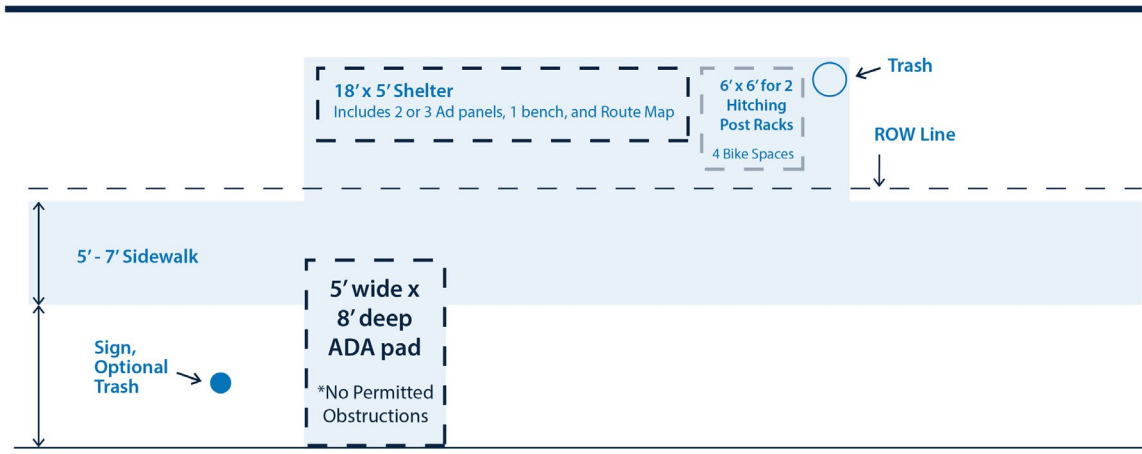 18’ x 5’ Shelter
Includes 2 or 3 Ad panels, 1 bench, and Route Map
6’ x 6’ for 2
Hitching
Post Racks
4 Bike Spaces
Trash
ROW Line
5’ - 7’ Sidewalk
5’ wide x
8’ deep
ADA pad
*No Permitted
Obstructions
Sign,
Optional
Trash